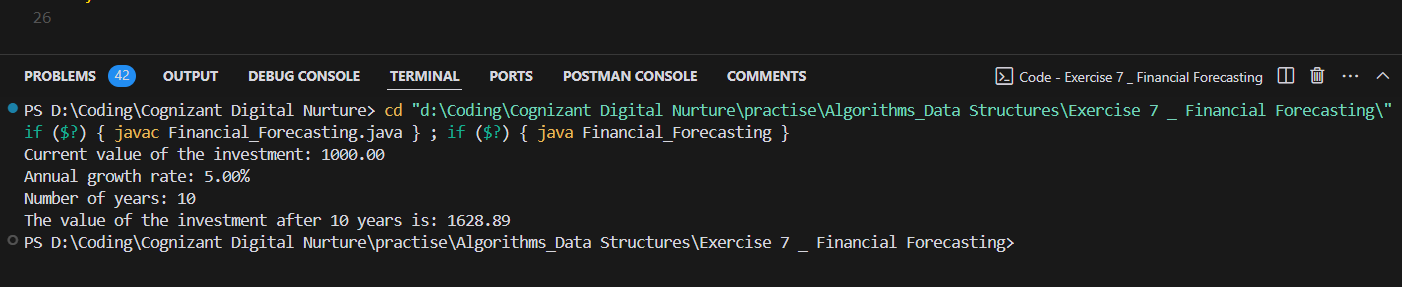 26
PROBLEMS 42 OUTPUT DEBUG CONSOLE TERMINAL PORTS POSTMAN CONSOLE COMMENTS Code - Exercise 7 _ Financial Forecasting
PS D:\Coding\Cognizant Digital Nurture> cd "d:\Coding\Cognizant Digital Nurture\practise\Algorithms_Data Structures\Exercise 7 _ Financial Forecasting\"
if ($?) { javac Financial_Forecasting.java } ; if ($?) { java Financial_Forecasting }
Current value of the investment: 1000.00
Annual growth rate: 5.00%
Number of years: 10
The value of the investment after 10 years is: 1628.89
PS D:\Coding\Cognizant Digital Nurture\practise\Algorithms_Data Structures\Exercise 7 _ Financial Forecasting>